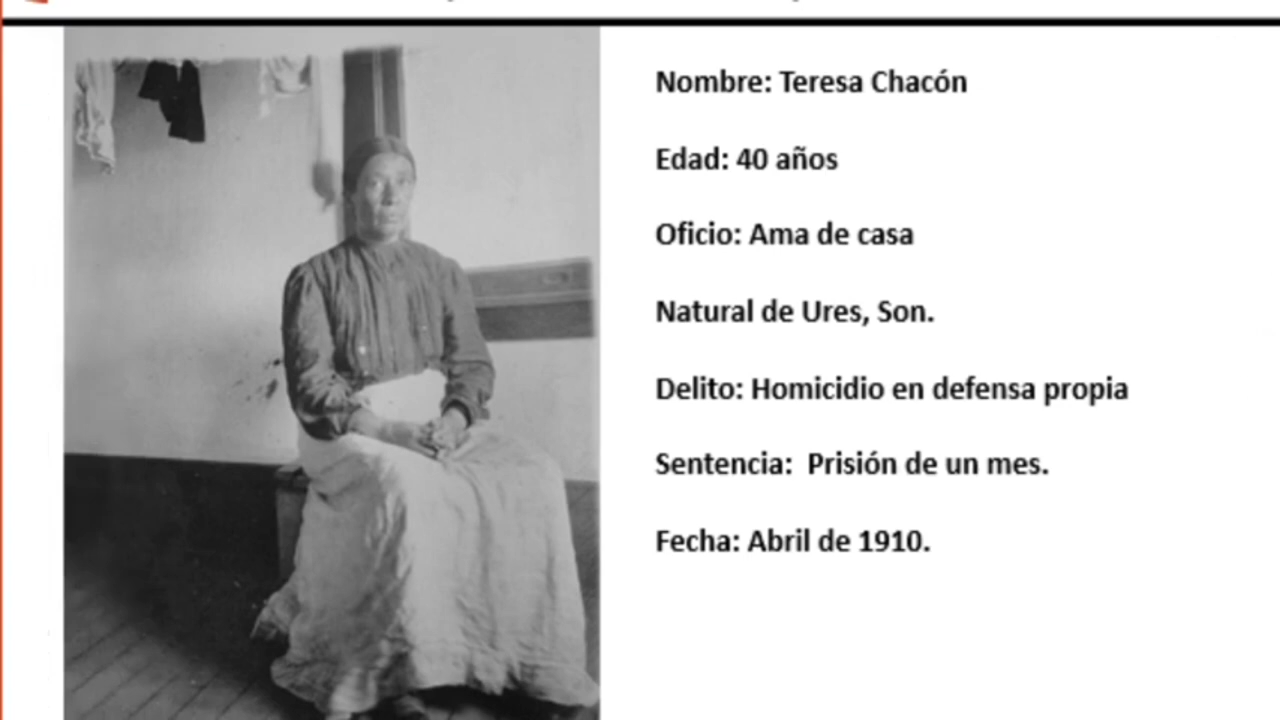 Nombre: Teresa Chacón
Edad: 40 años
Oficio: Ama de casa
Natural de Ures, Son.
Delito: Homicidio en defensa propia
Sentencia:  Prisión de un mes.
Fecha: Abril de 1910.